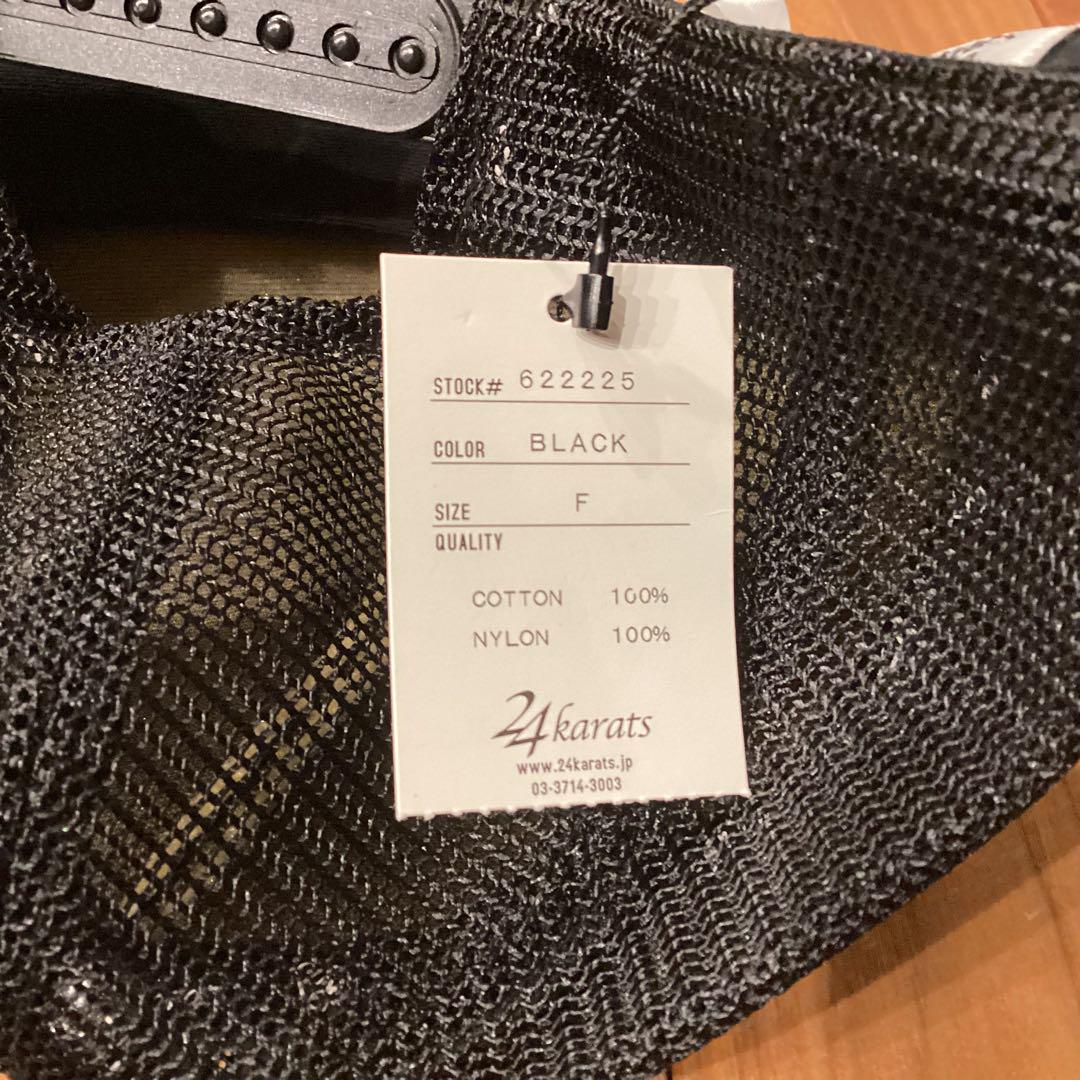 STOCK# 622225
COLOR BLACK
SIZE F
QUALITY
COTTON 100%
NYLON 100%
24karats
www.24karats.jp
03-3714-3003